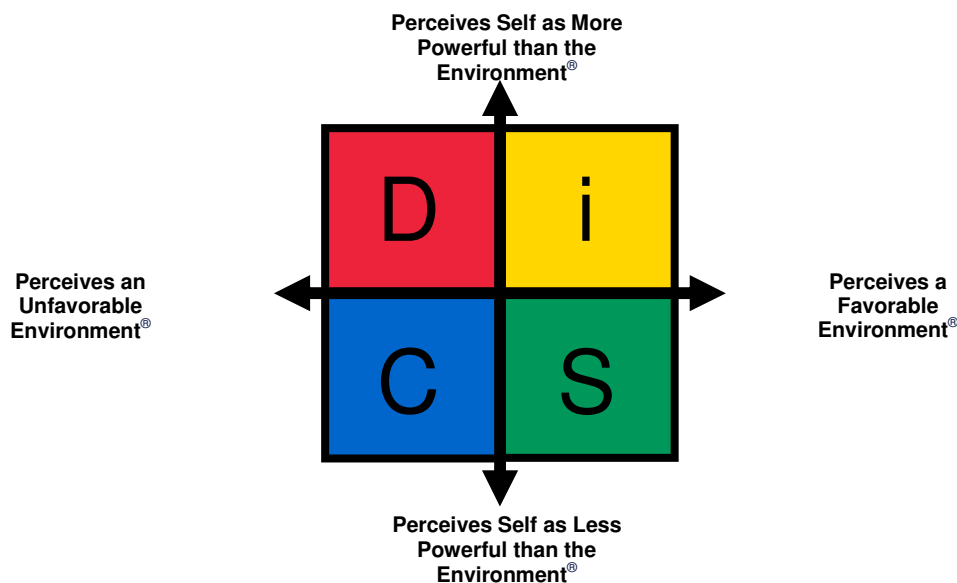 Perceives Self as More
Powerful than the
Environment®
D
i
Perceives an
Unfavorable
Environment®
Perceives a
Favorable
Environment®
C
S
Perceives Self as Less
Powerful than the
Environment®